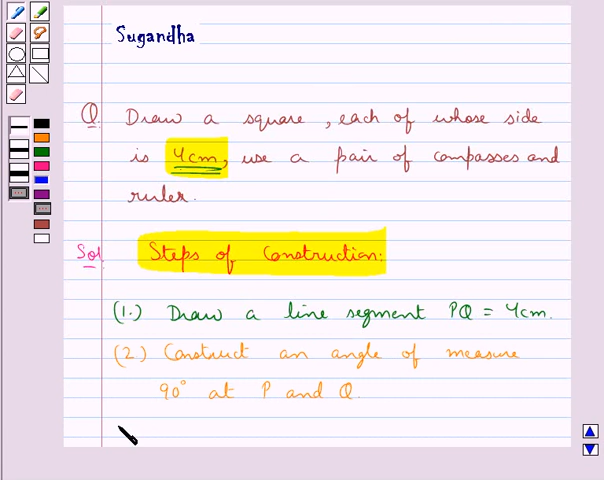 Sugandha
Q. Draw a square, each of whose side
is 4cm, use a pair of compasses and
ruler.
Sol. Steps of Construction:
(1.) Draw a line segment PQ = 4cm.
(2.) Construct an angle of measure
90° at P and Q.